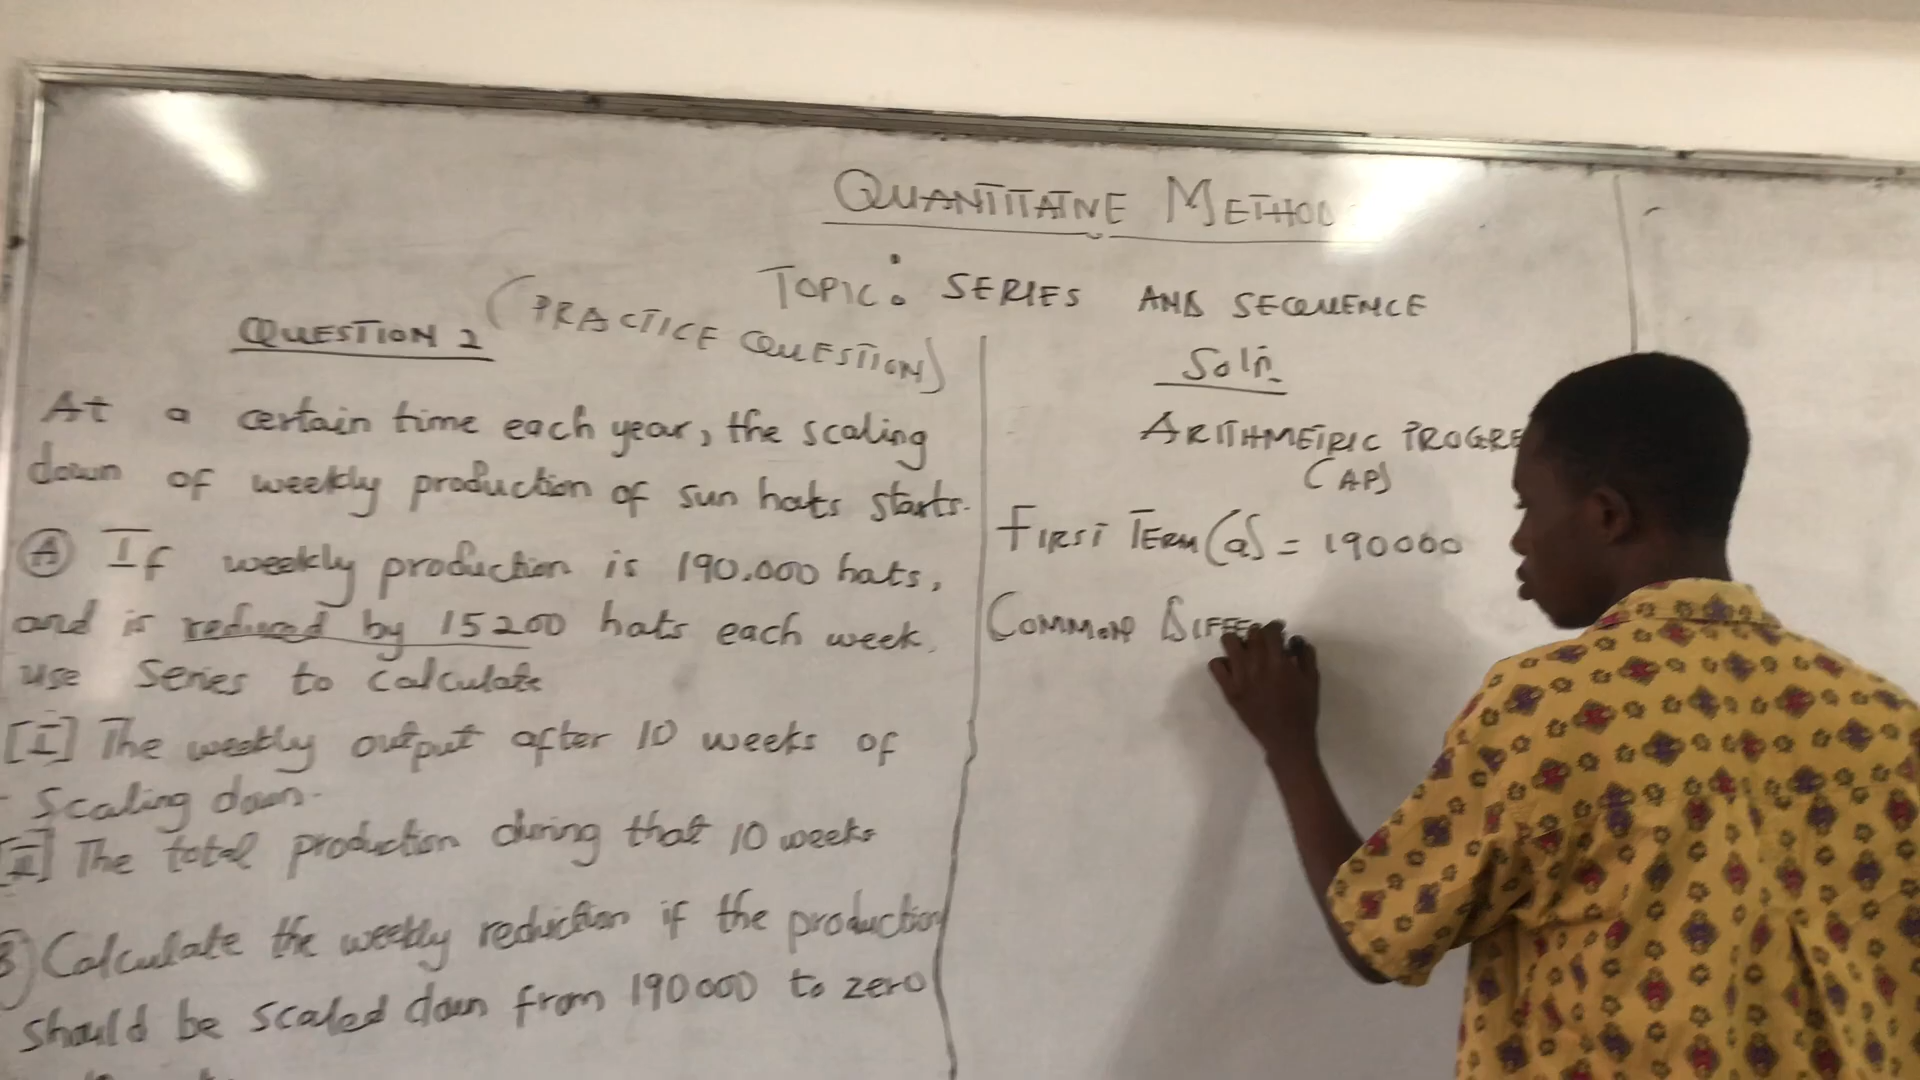 QUANTITATIVE METHOD
TOPIC: SERIES AND SEQUENCE
QUESTION 2 (PRACTICE QUESTION)
At a certain time each year, the scaling
down of weekly production of sun hats starts.
(A) If weekly production is 190.000 hats,
and is reduced by 15200 hats each week,
use series to calculate
[I] The weekly output after 10 weeks of
scaling down.
[II] The total production during that 10 weeks
B) Calculate the weekly reduction if the production
should be scaled down from 190000 to zero
Soln
ARITHMETRIC PROGRE
(AP)
FIRST TERM (a) = 190000
COMMON DIFFE